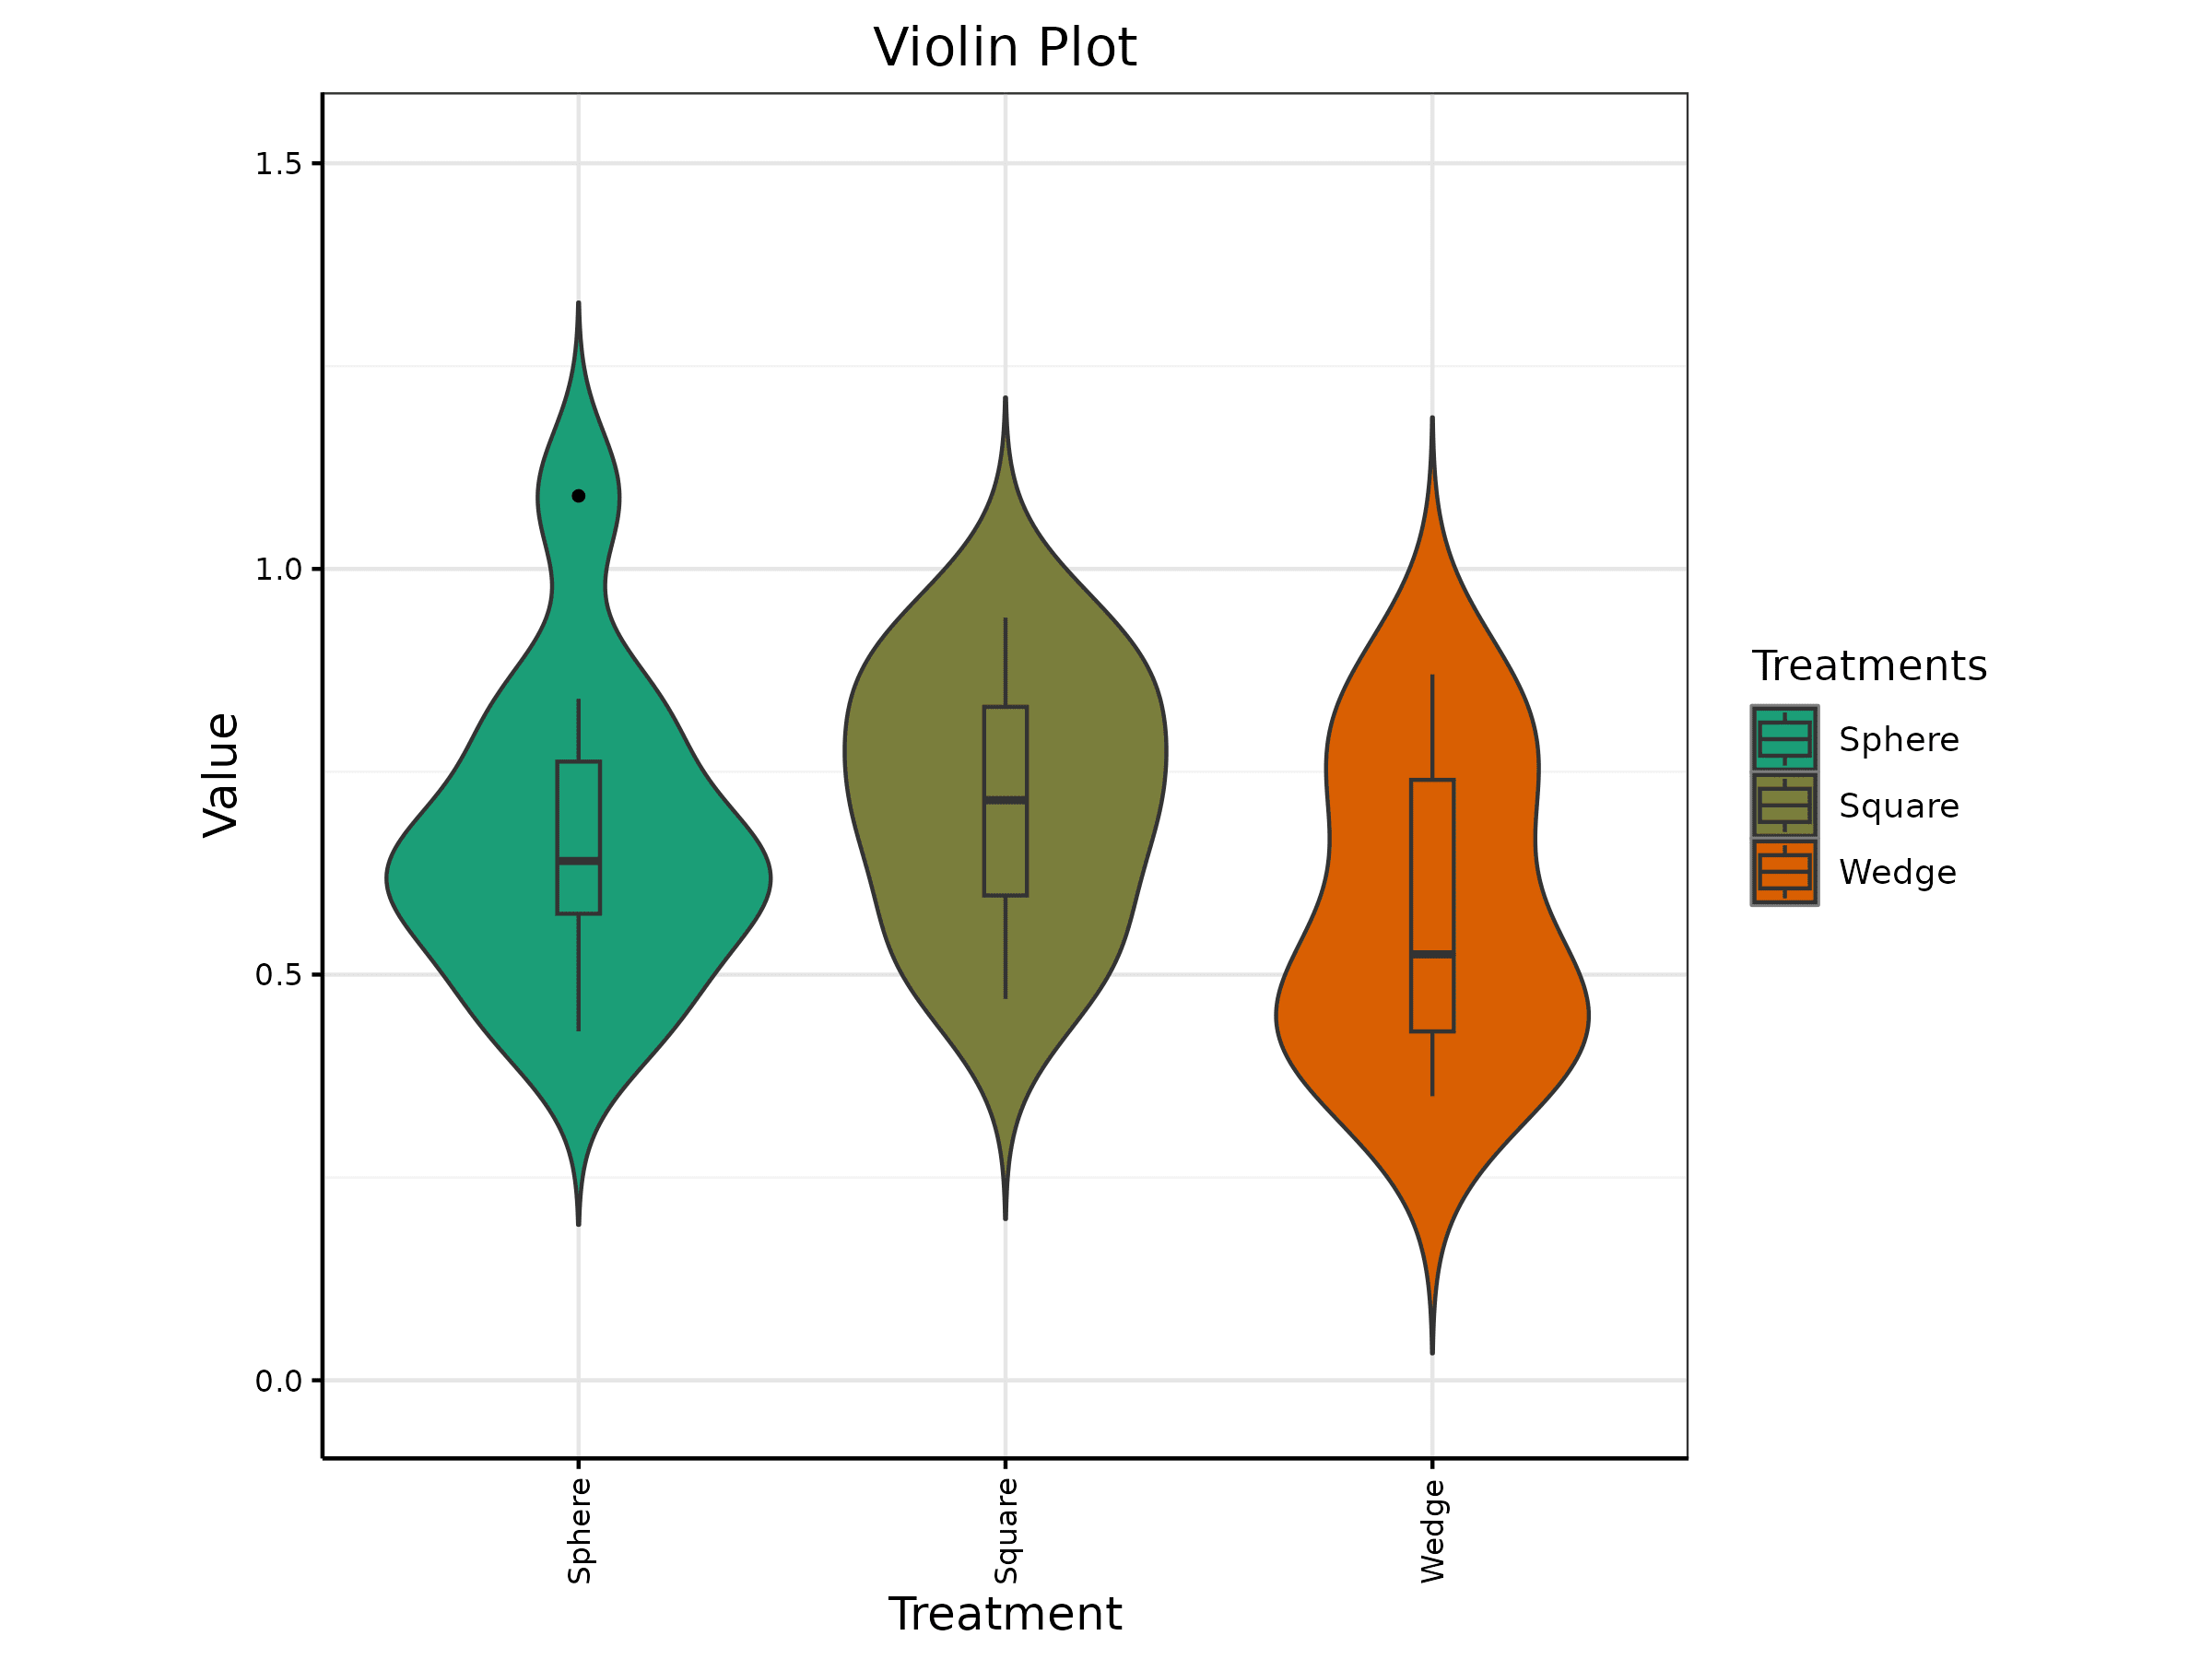 Violin Plot
1.5
1.0
0.5
0.0
Value
Sphere
Square
Wedge
Treatment
Treatments
Sphere
Square
Wedge